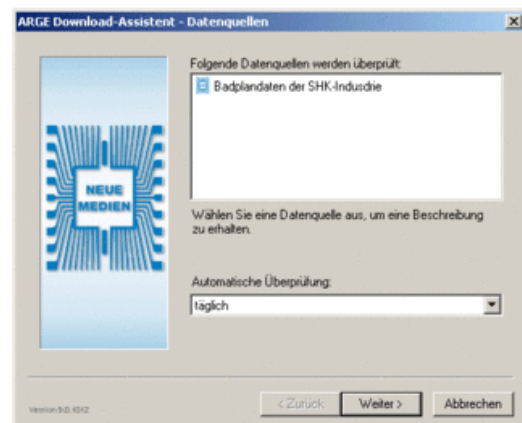 ARGE Download-Assistent - Datenquellen
Folgende Datenquellen werden überprüft:
Badplandaten der SHK-Indusdrie
NEUE
MEDIEN
Wählen Sie eine Datenquelle aus, um eine Beschreibung
zu erhalten.
Automatische Überprüfung:
täglich
< Zurück
Weiter >
Abbrechen